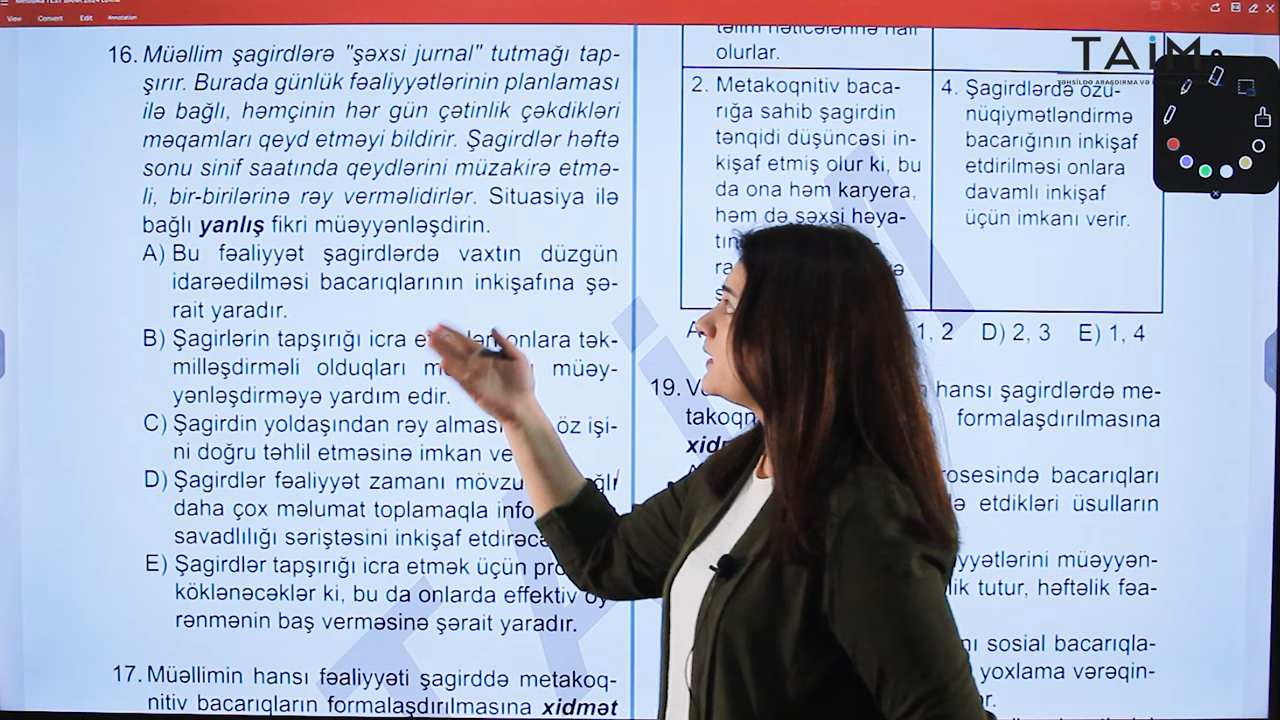 View Convert Edit Annotation
TAİM
16. Müəllim şagirdlərə "şəxsi jurnal" tutmağı tap-
şırır. Burada günlük fəaliyyətlərinin planlaması
ilə bağlı, həmçinin hər gün çətinlik çəkdikləri
məqamları qeyd etməyi bildirir. Şagirdlər həftə
sonu sinif saatında qeydlərini müzakirə etmə-
li, bir-birilərinə rəy verməlidirlər. Situasiya ilə
bağlı yanlış fikri müəyyənləşdirin.
A) Bu fəaliyyət şagirdlərdə vaxtın düzgün
idarəedilməsi bacarıqlarının inkişafına şə-
rait yaradır.
B) Şagirlərin tapşırığı icra onlara tək-
milləşdirməli olduqları müəy-
yənləşdirməyə yardım edir.
C) Şagirdin yoldaşından rəy alması öz işi-
ni doğru təhlil etməsinə imkan
D) Şagirdlər fəaliyyət zamanı
daha çox məlumat toplamaqla
savadlılığı səriştəsini inkişaf
E) Şagirdlər tapşırığı icra etmək üçün
köklənəcəklər ki, bu da onlarda effektiv öy-
rənmənin baş verməsinə şərait yaradır.
17. Müəllimin hansı fəaliyyəti şagirddə metakoq-
nitiv bacarıqların formalaşdırılmasına xidmət
təlim nəticələrinə nail
olurlar.
2. Metakoqnitiv baca-
rığa sahib şagirdin
tənqidi düşüncəsi in-
kişaf etmiş olur ki, bu
da ona həm karyera,
həm də şəxsi həya-
4. Şagirdlərdə özü-
nüqiymətləndirmə
bacarığının inkişaf
etdirilməsi onlara
davamlı inkişaf
üçün imkanı verir.
1, 2 D) 2, 3 E) 1, 4
19. hansı şagirdlərdə me-
formalaşdırılmasına
bacarıqları
etdikləri üsulların
müəyyən-
tutur, həftəlik fəa-
sosial bacarıqla-
yoxlama vərəqin-